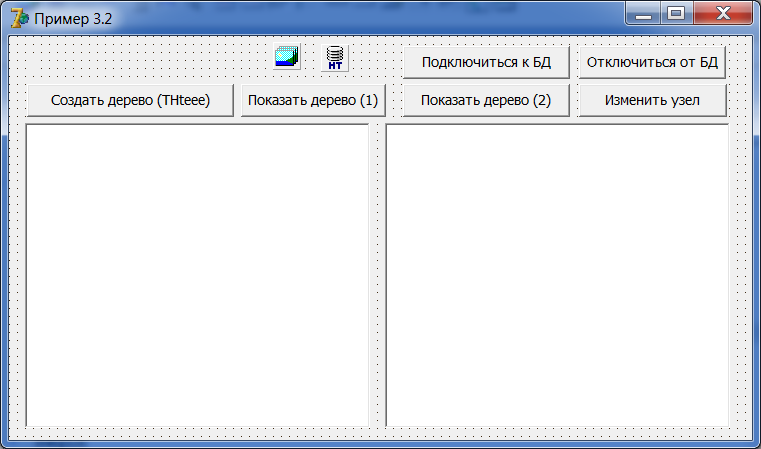 Пример 3.2
HT
Подключиться к БД
Отключиться от БД
Создать дерево (THteee)
Показать дерево (1)
Показать дерево (2)
Изменить узел